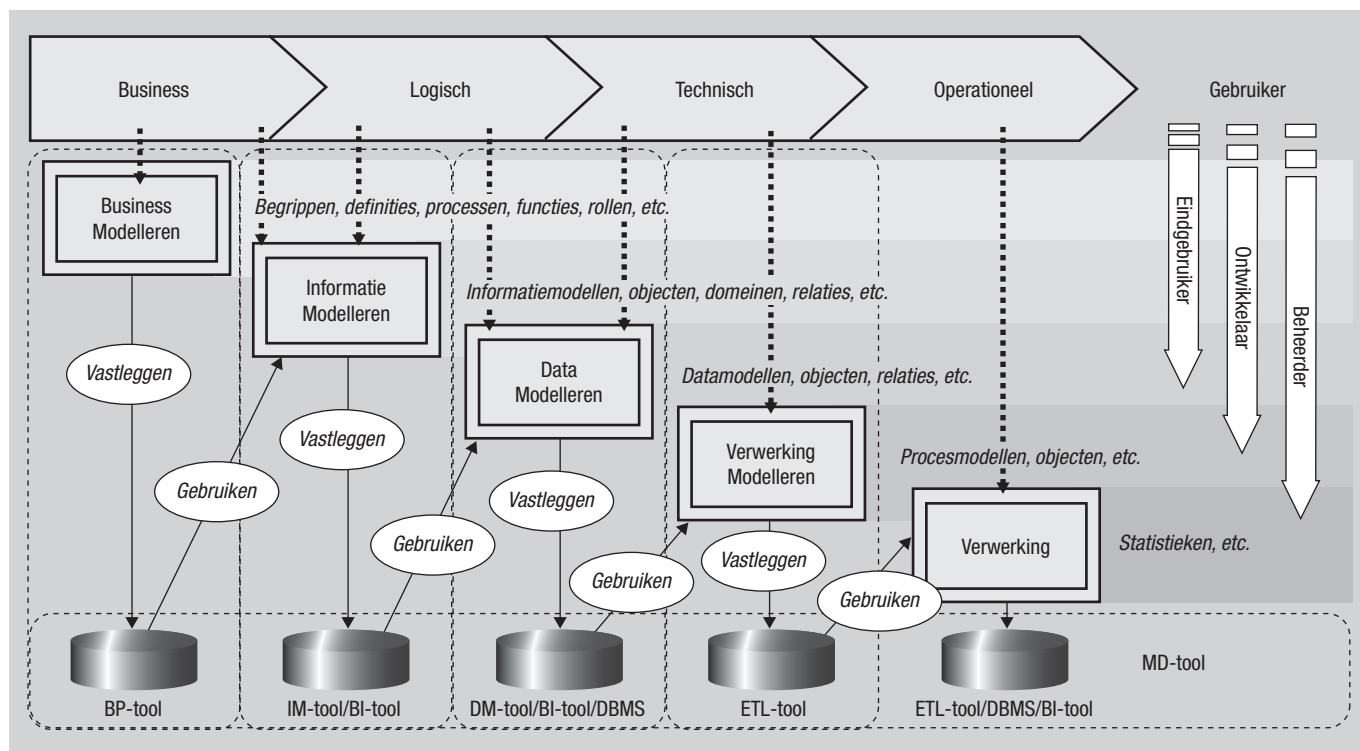 Business
Logisch
Technisch
Operationeel
Gebruiker
Business
Modelleren
Begrippen, definities, processen, functies, rollen, etc.
Informatie
Modelleren
Informatiemodellen, objecten, domeinen, relaties, etc.
Data
Modelleren
Datamodellen, objecten, relaties, etc.
Verwerking
Modelleren
Procesmodellen, objecten, etc.
Verwerking
Statistieken, etc.
Eindgebruiker
Ontwikkelaar
Beheerder
Vastleggen
Gebruiken
Vastleggen
Gebruiken
Vastleggen
Gebruiken
Vastleggen
Gebruiken
MD-tool
BP-tool
IM-tool/BI-tool
DM-tool/BI-tool/DBMS
ETL-tool
ETL-tool/DBMS/BI-tool